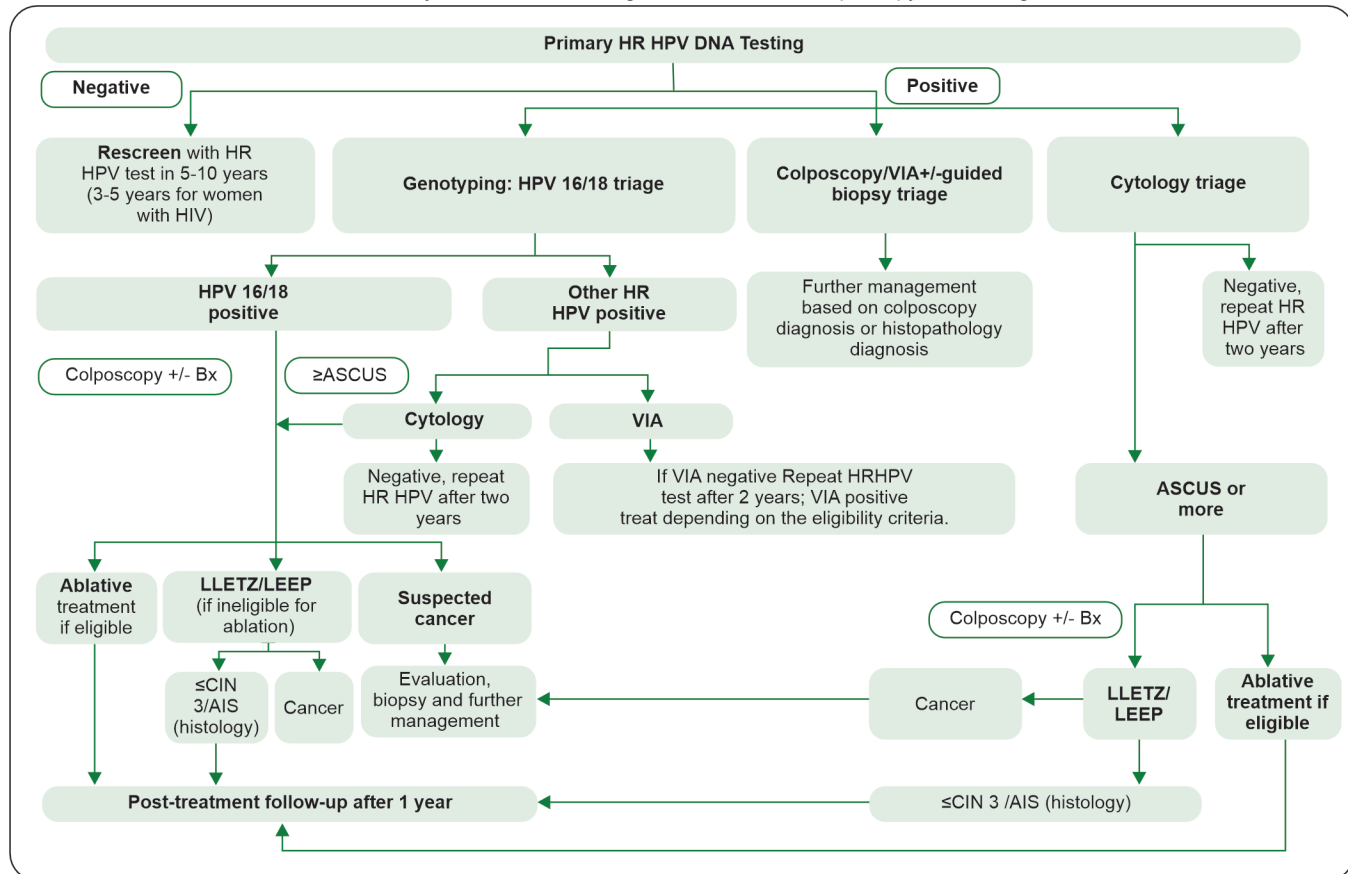 Primary HR HPV DNA Testing
Negative
Positive
Rescreen with HR
HPV test in 5-10 years
(3-5 years for women
with HIV)
Genotyping: HPV 16/18 triage
Colposcopy/VIA+/-guided
biopsy triage
Cytology triage
HPV 16/18
positive
Other HR
HPV positive
Further management
based on colposcopy
diagnosis or histopathology
diagnosis
Negative,
repeat HR
HPV after
two years
Colposcopy +/- Bx
≥ASCUS
Cytology
VIA
Negative, repeat
HR HPV after two
years
If VIA negative Repeat HRHPV
test after 2 years; VIA positive
treat depending on the eligibility criteria.
ASCUS or
more
Ablative
treatment
if eligible
LLETZ/LEEP
(if ineligible for
ablation)
Suspected
cancer
Colposcopy +/- Bx
≤CIN
3/AIS
(histology)
Cancer
Evaluation,
biopsy and further
management
Cancer
LLETZ/
LEEP
Ablative
treatment if
eligible
Post-treatment follow-up after 1 year
≤CIN 3 /AIS (histology)